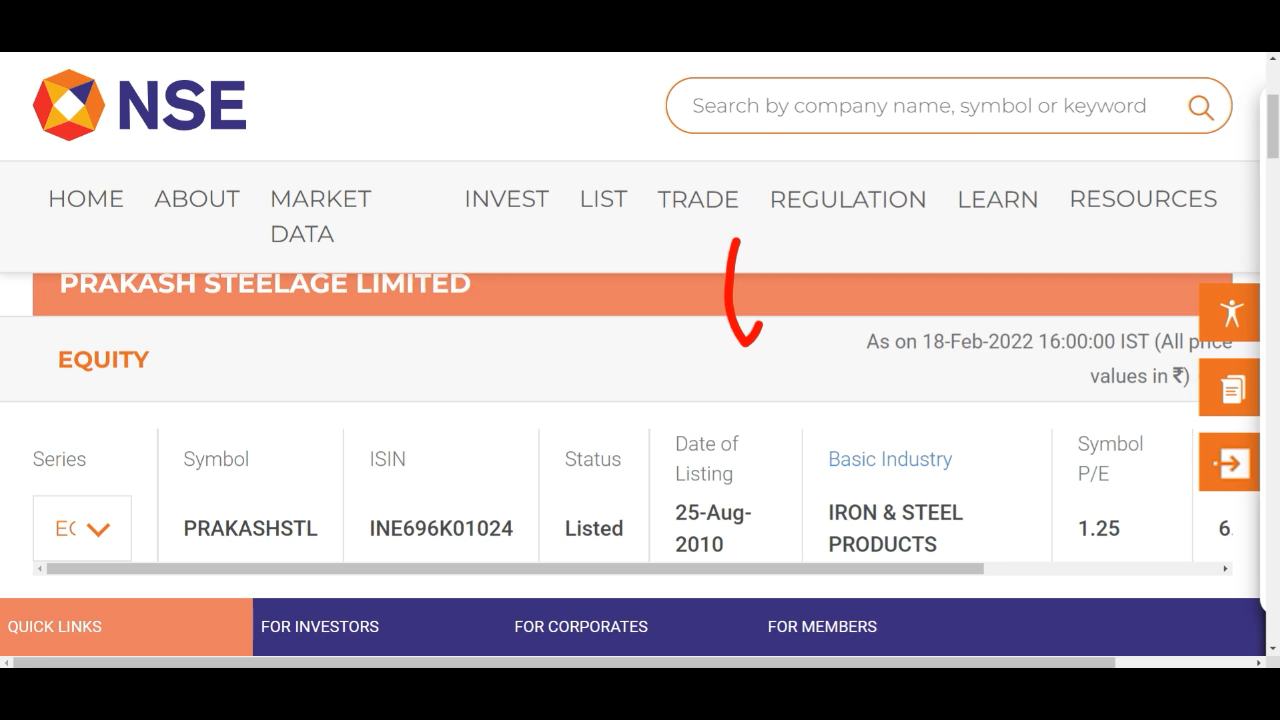 NSE
Search by company name, symbol or keyword
HOME ABOUT MARKET DATA INVEST LIST TRADE REGULATION LEARN RESOURCES
PRAKASH STEELAGE LIMITED
EQUITY
As on 18-Feb-2022 16:00:00 IST (All price
values in ₹)
Series Symbol ISIN Status Date of Listing Basic Industry Symbol P/E
EQ PRAKASHSTL INE696K01024 Listed 25-Aug-2010 IRON & STEEL PRODUCTS 1.25 6.
QUICK LINKS FOR INVESTORS FOR CORPORATES FOR MEMBERS